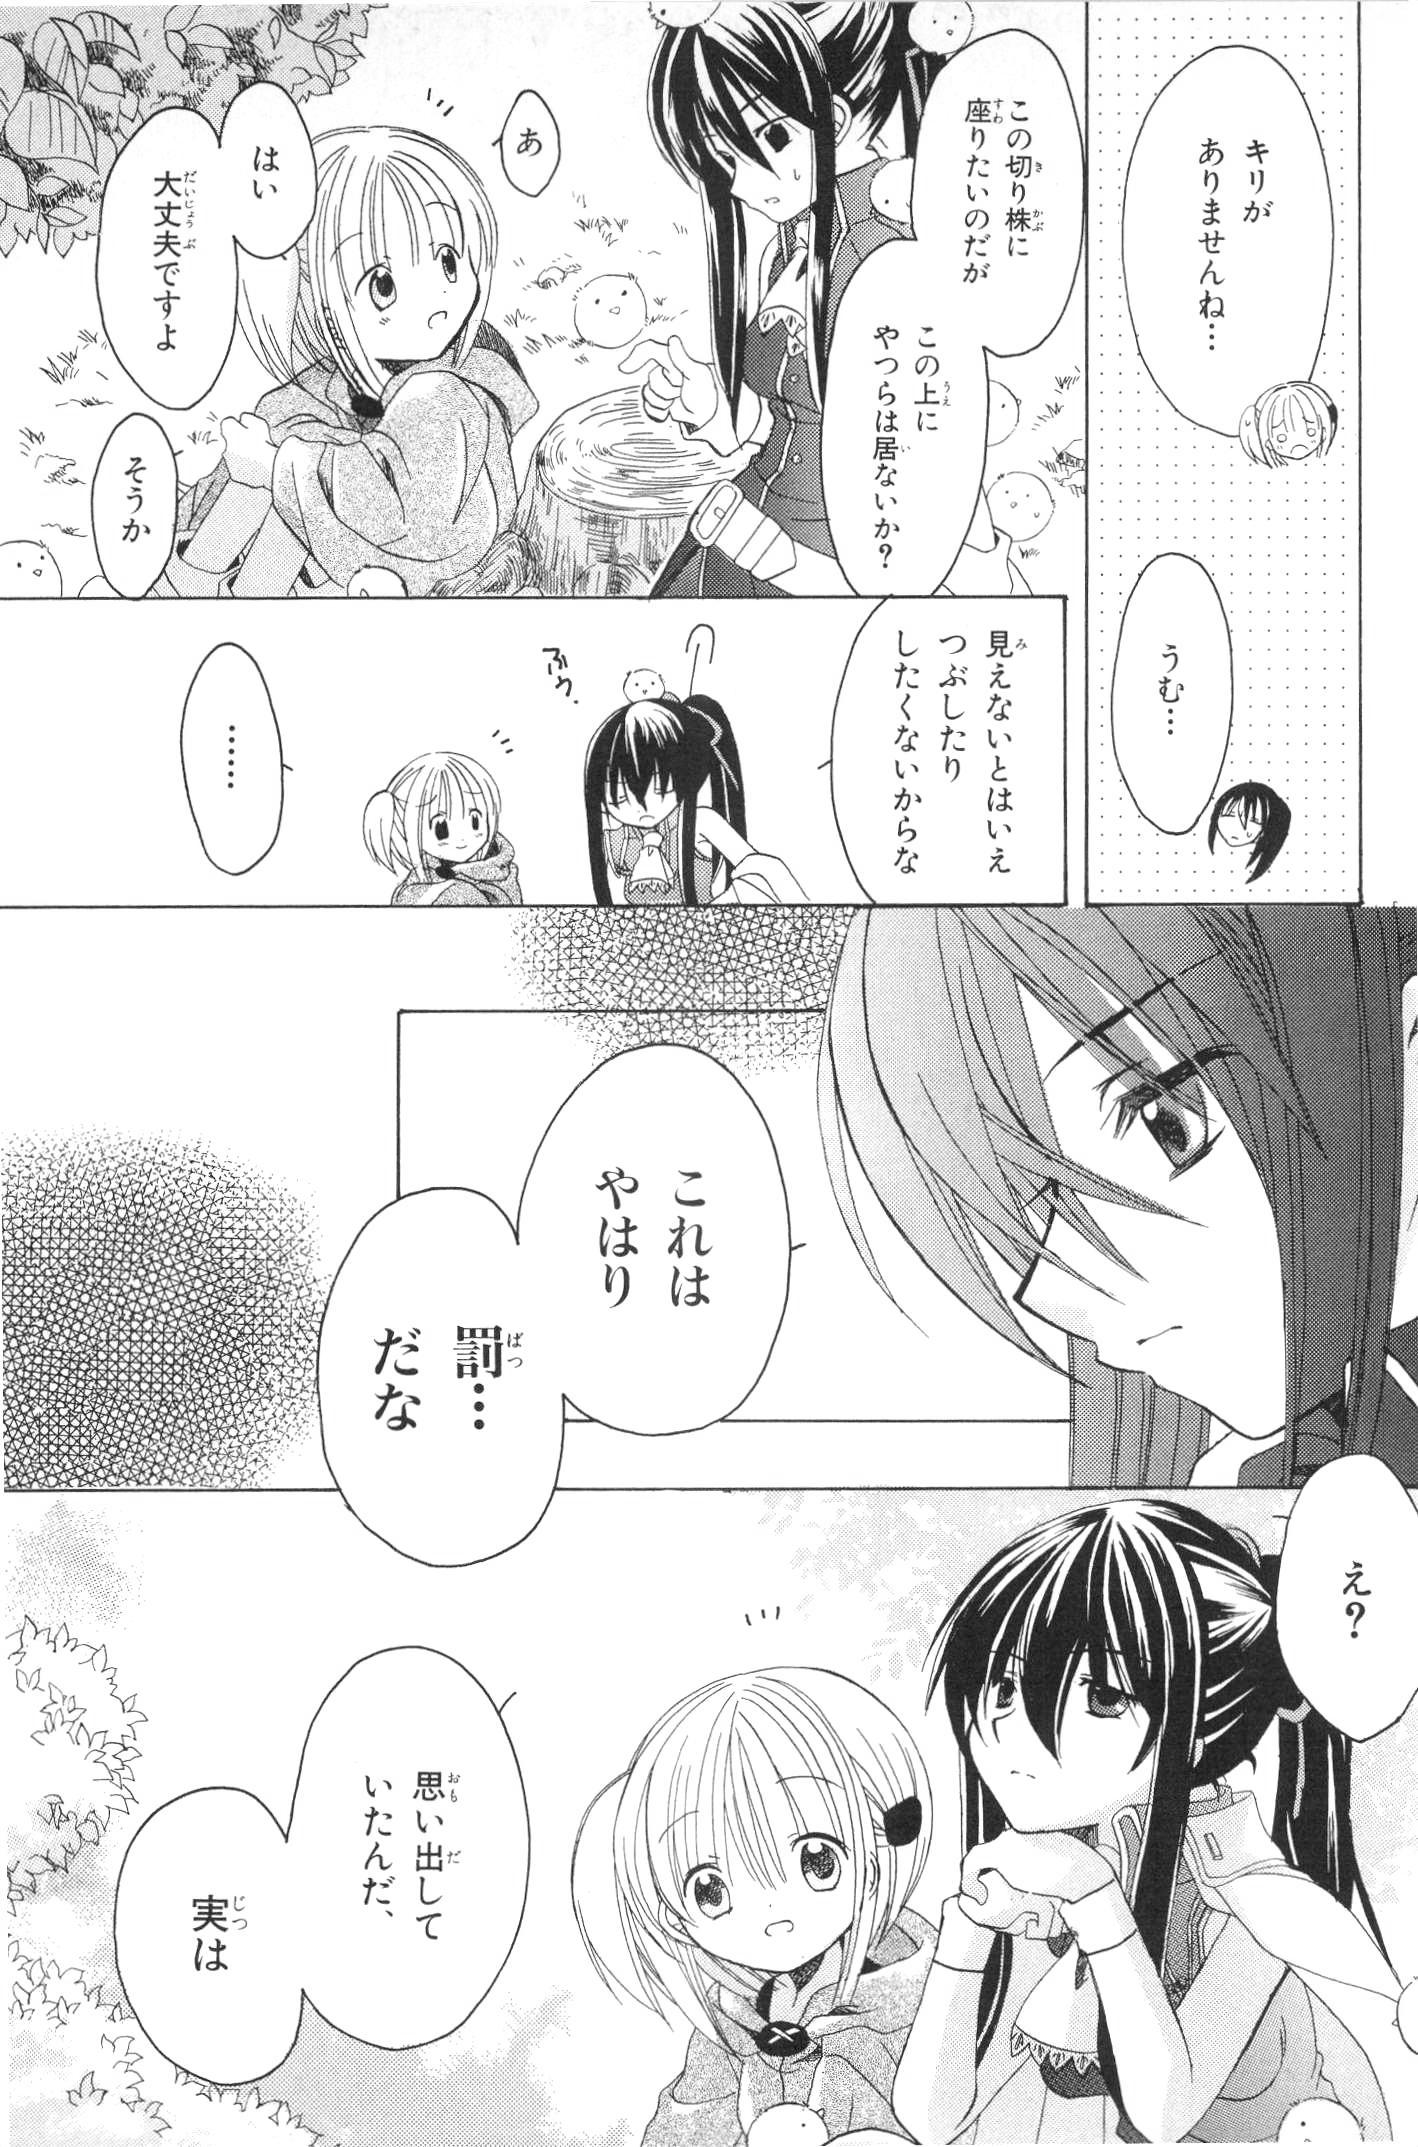 キリが
ありませんね…
うむ…
この切り株に
座りたいのだが
この上に
やつらは居ないか?
あ
はい
大丈夫ですよ
そうか
見えないとはいえ
つぶしたり
したくないからな
ふぅ.
……
これは
やはり
罰…
だな
え?
思い出して
いたんだ、
実は